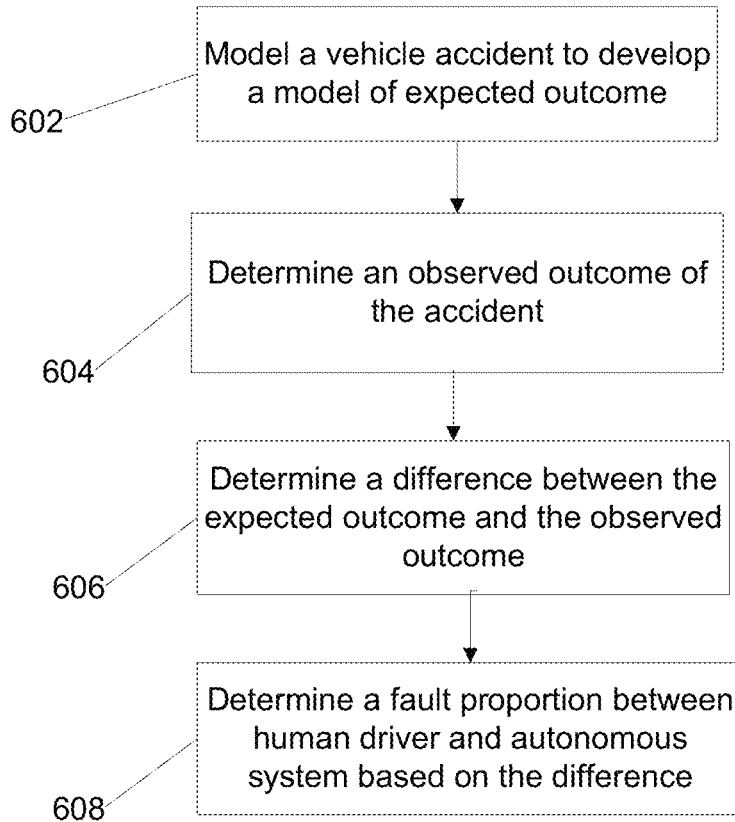 Model a vehicle accident to develop
a model of expected outcome
602
Determine an observed outcome of
the accident
604
Determine a difference between the
expected outcome and the observed
outcome
606
Determine a fault proportion between
human driver and autonomous
system based on the difference
608